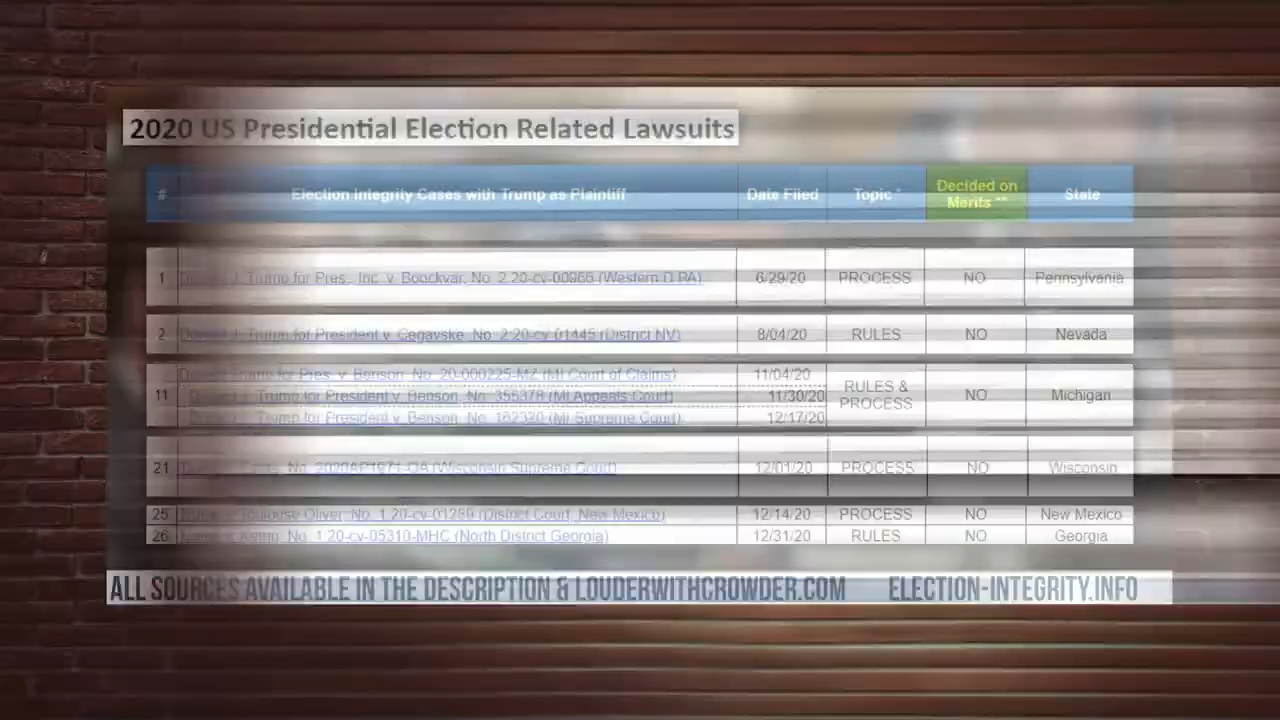 2020 US Presidential Election Related Lawsuits
# Election Integrity Cases with Trump as Plaintiff Date Filed Topic * Decided on Merits ** State
1 J. Trump for Pres., Inc. v. Boockvar, No. 2:20-cv-00966 (Western D PA) 6/29/20 PROCESS NO Pennsylvania
2 J. Trump for President v. Cegavske, No. 2:20-cv-01445 (District NV) 8/04/20 RULES NO Nevada
11 Trump for Pres. v. Benson, No. 20-000225-MZ (MI Court of Claims) 11/04/20 RULES & PROCESS NO Michigan
Trump for President v. Benson, No. 355378 (MI Appeals Court) 11/30/20
Trump for President v. Benson, No. 162320 (MI Supreme Court) 12/17/20
21 No. 2020AP1971-OA (Wisconsin Supreme Court) 12/01/20 PROCESS NO Wisconsin
25 Toulouse Oliver, No. 1:20-cv-01289 (District Court, New Mexico) 12/14/20 PROCESS NO New Mexico
26 Kemp, No. 1:20-cv-05310-MHC (North District Georgia) 12/31/20 RULES NO Georgia
ALL SOURCES AVAILABLE IN THE DESCRIPTION & LOUDERWITHCROWDER.COM ELECTION-INTEGRITY.INFO